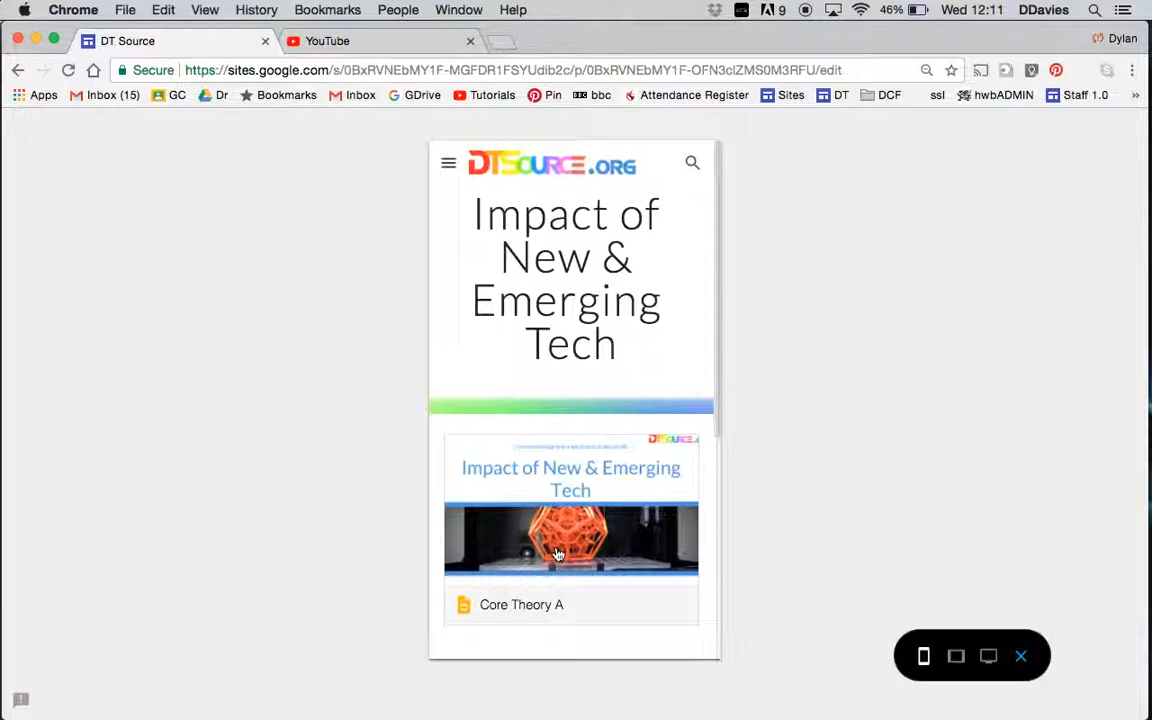 Chrome File Edit View History Bookmarks People Window Help 9 46% Wed 12:11 DDavies
DT Source YouTube Dylan
Secure https://sites.google.com/s/0BxRVNEbMY1F-MGFDR1FSYUdib2c/p/0BxRVNEbMY1F-OFN3clZMS0M3RFU/edit
Apps Inbox (15) GC Dr Bookmarks Inbox GDrive Tutorials Pin bbc Attendance Register Sites DT DCF ssl hwbADMIN Staff 1.0 »
DTSOURCE.ORG
Impact of
New &
Emerging
Tech
DTSOURCE.
Impact of New & Emerging
Tech
Core Theory A